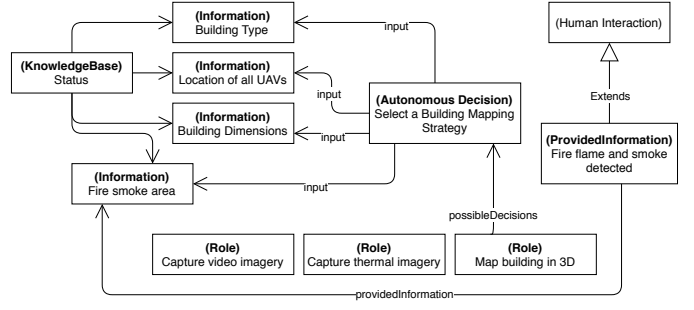 (Information)
Building Type
input
(Human Interaction)
(KnowledgeBase)
Status
(Information)
Location of all UAVs
input
(Autonomous Decision)
Select a Building Mapping
Strategy
Extends
(Information)
Building Dimensions
input
(ProvidedInformation)
Fire flame and smoke
detected
(Information)
Fire smoke area
input
possibleDecisions
(Role)
Capture video imagery
(Role)
Capture thermal imagery
(Role)
Map building in 3D
providedInformation